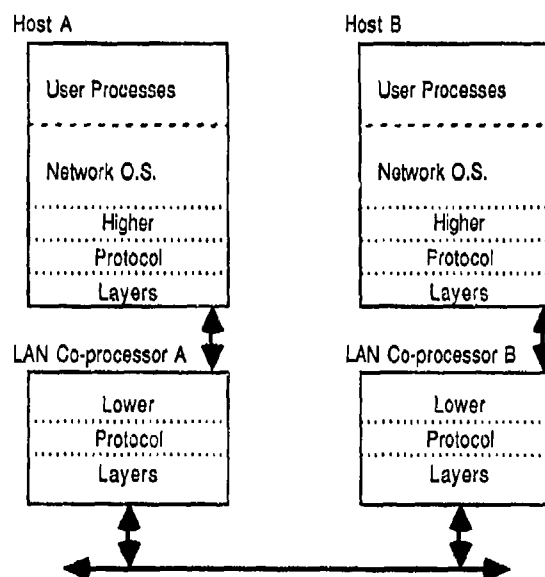 Host A
User Processes
Network O.S.
Higher
Protocol
Layers
LAN Co-processor A
Lower
Protocol
Layers
Host B
User Processes
Network O.S.
Higher
Protocol
Layers
LAN Co-processor B
Lower
Protocol
Layers